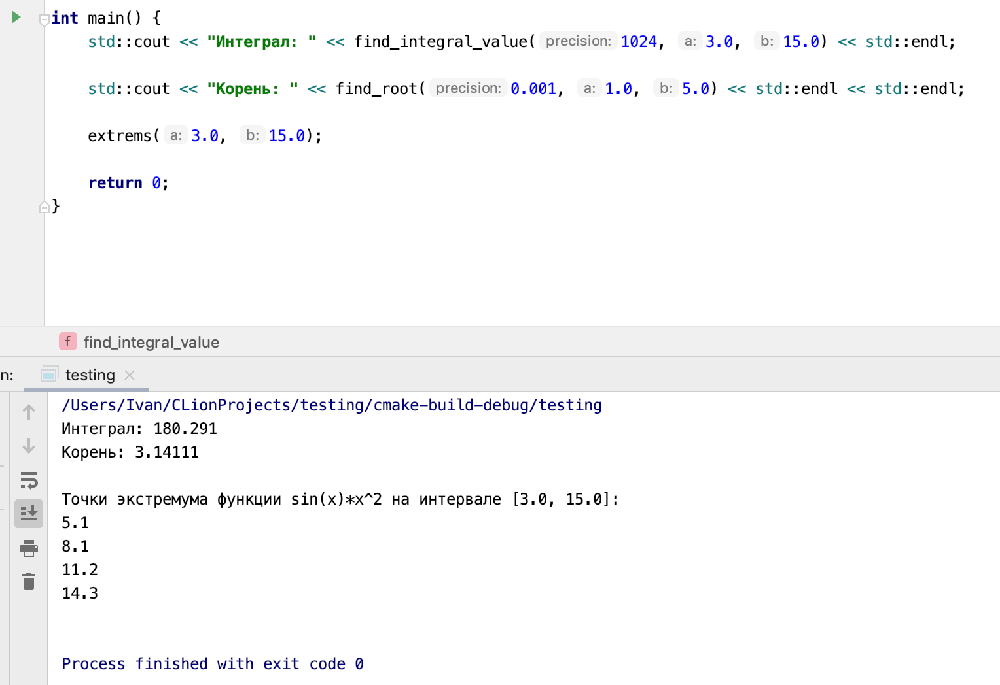 int main() {
std::cout << "Интеграл: " << find_integral_value( precision: 1024, a: 3.0, b: 15.0) << std::endl;
std::cout << "Корень: " << find_root( precision: 0.001, a: 1.0, b: 5.0) << std::endl << std::endl;
extrems( a: 3.0, b: 15.0);
return 0;
}
f find_integral_value
n: testing
/Users/Ivan/CLionProjects/testing/cmake-build-debug/testing
Интеграл: 180.291
Корень: 3.14111
Точки экстремума функции sin(x)*x^2 на интервале [3.0, 15.0]:
5.1
8.1
11.2
14.3
Process finished with exit code 0